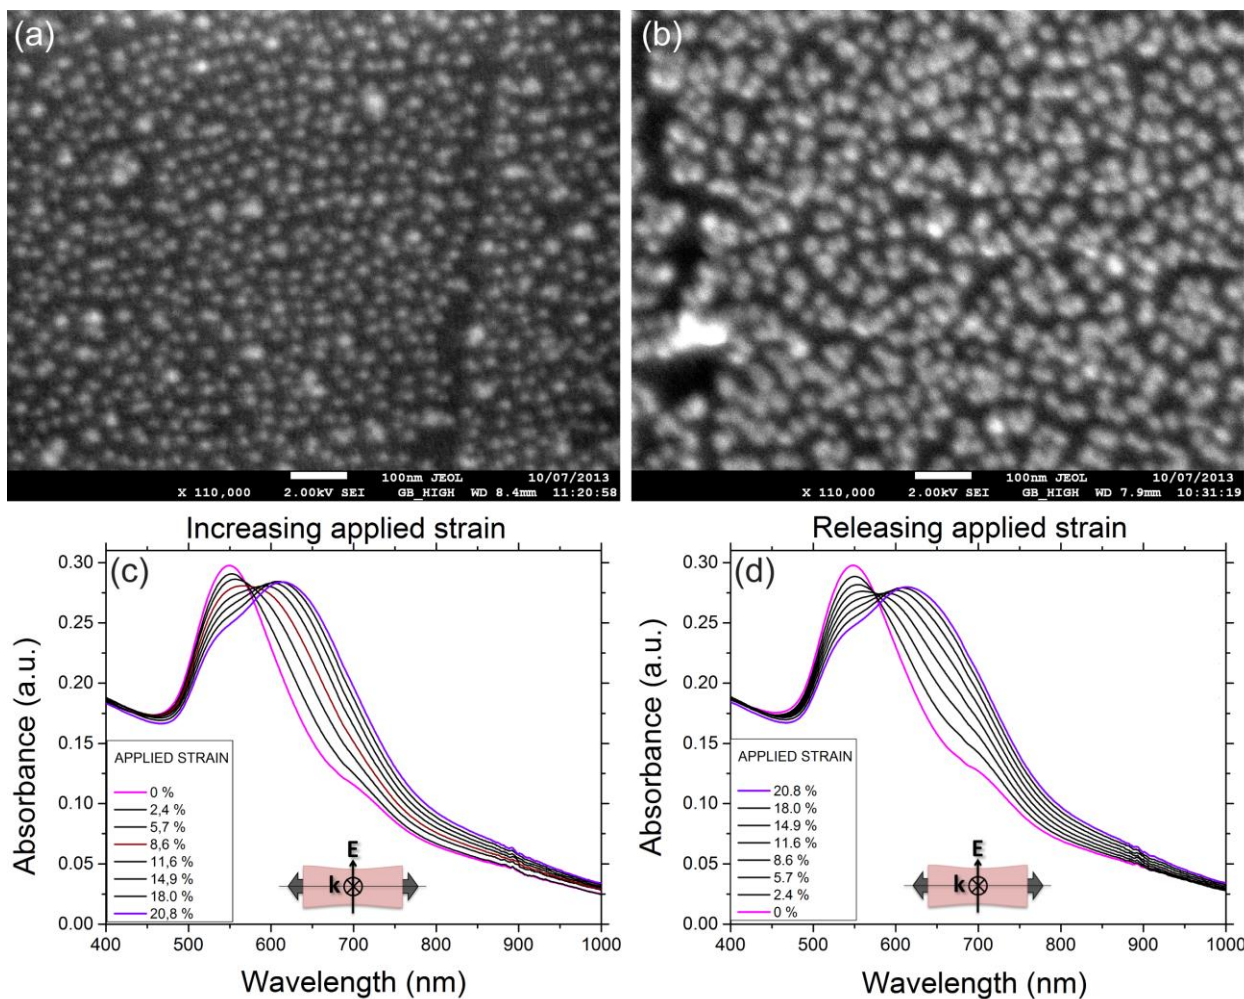 (a)
100nm JEOL 10/07/2013
X 110,000 2.00kV SEI GB_HIGH WD 8.4mm 11:20:58
(b)
100nm JEOL 10/07/2013
X 110,000 2.00kV SEI GB_HIGH WD 7.9mm 10:31:19
Increasing applied strain
(c)
Absorbance (a.u.)
0.30
0.25
0.20
0.15
0.10
0.05
0.00
APPLIED STRAIN
0 %
2,4 %
5,7 %
8,6 %
11,6 %
14,9 %
18.0 %
20,8 %
E
k
400 500 600 700 800 900 1000
Wavelength (nm)
Releasing applied strain
(d)
Absorbance (a.u.)
0.30
0.25
0.20
0.15
0.10
0.05
0.00
APPLIED STRAIN
20.8 %
18.0 %
14.9 %
11.6 %
8.6 %
5.7 %
2.4 %
0 %
E
k
400 500 600 700 800 900 1000
Wavelength (nm)